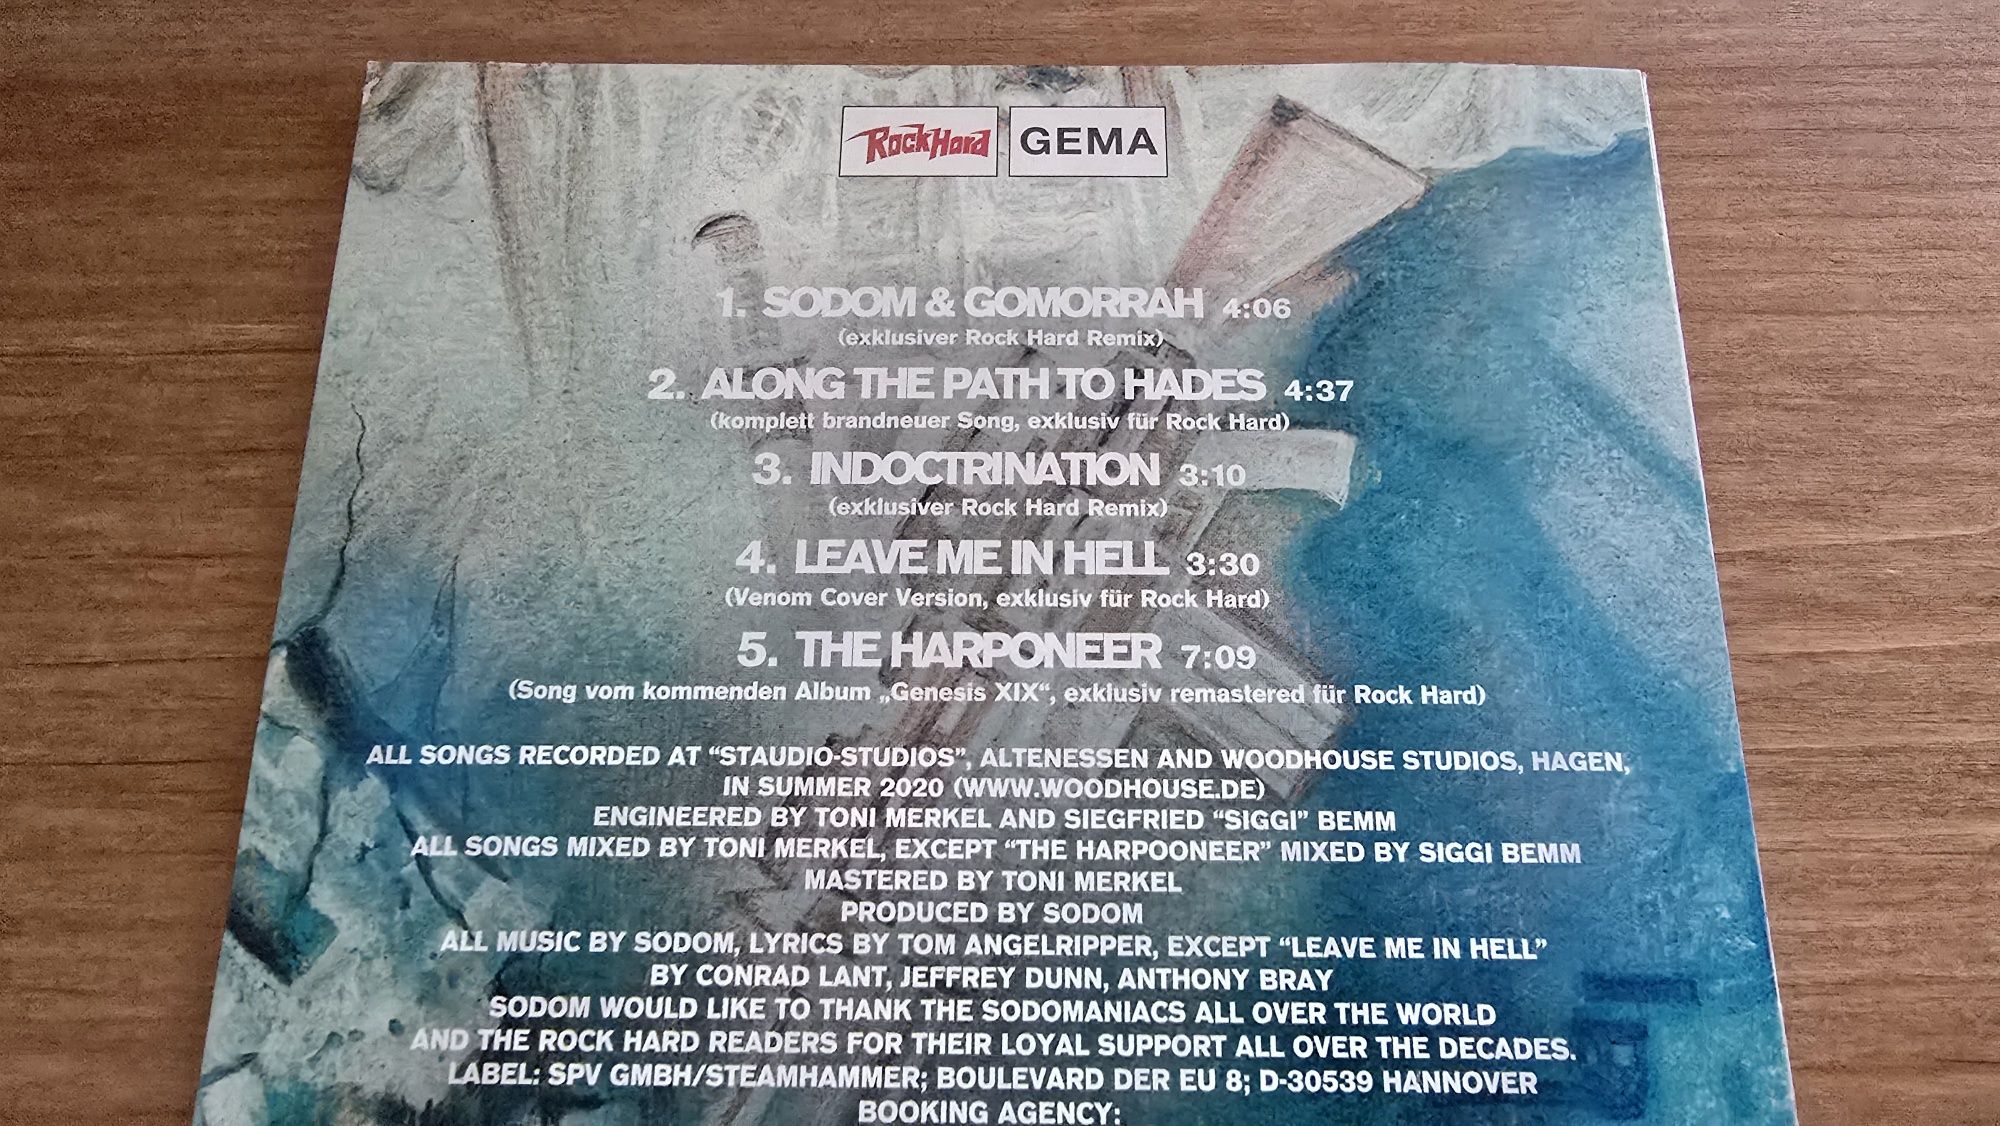 RockHard
GEMA
1. SODOM & GOMORRAH 4:06
(exklusiver Rock Hard Remix)
2. ALONG THE PATH TO HADES 4:37
(komplett brandneuer Song, exklusiv für Rock Hard)
3. INDOCTRINATION 3:10
(exklusiver Rock Hard Remix)
4. LEAVE ME IN HELL 3:30
(Venom Cover Version, exklusiv für Rock Hard)
5. THE HARPONEER 7:09
(Song vom kommenden Album „Genesis XIX“, exklusiv remastered für Rock Hard)
ALL SONGS RECORDED AT “STAUDIO-STUDIOS”, ALTENESSEN AND WOODHOUSE STUDIOS, HAGEN,
IN SUMMER 2020 (WWW.WOODHOUSE.DE)
ENGINEERED BY TONI MERKEL AND SIEGFRIED “SIGGI” BEMM
ALL SONGS MIXED BY TONI MERKEL, EXCEPT “THE HARPOONEER” MIXED BY SIGGI BEMM
MASTERED BY TONI MERKEL
PRODUCED BY SODOM
ALL MUSIC BY SODOM, LYRICS BY TOM ANGELRIPPER, EXCEPT “LEAVE ME IN HELL”
BY CONRAD LANT, JEFFREY DUNN, ANTHONY BRAY
SODOM WOULD LIKE TO THANK THE SODOMANIACS ALL OVER THE WORLD
AND THE ROCK HARD READERS FOR THEIR LOYAL SUPPORT ALL OVER THE DECADES.
LABEL: SPV GMBH/STEAMHAMMER; BOULEVARD DER EU 8; D-30539 HANNOVER
BOOKING AGENCY: